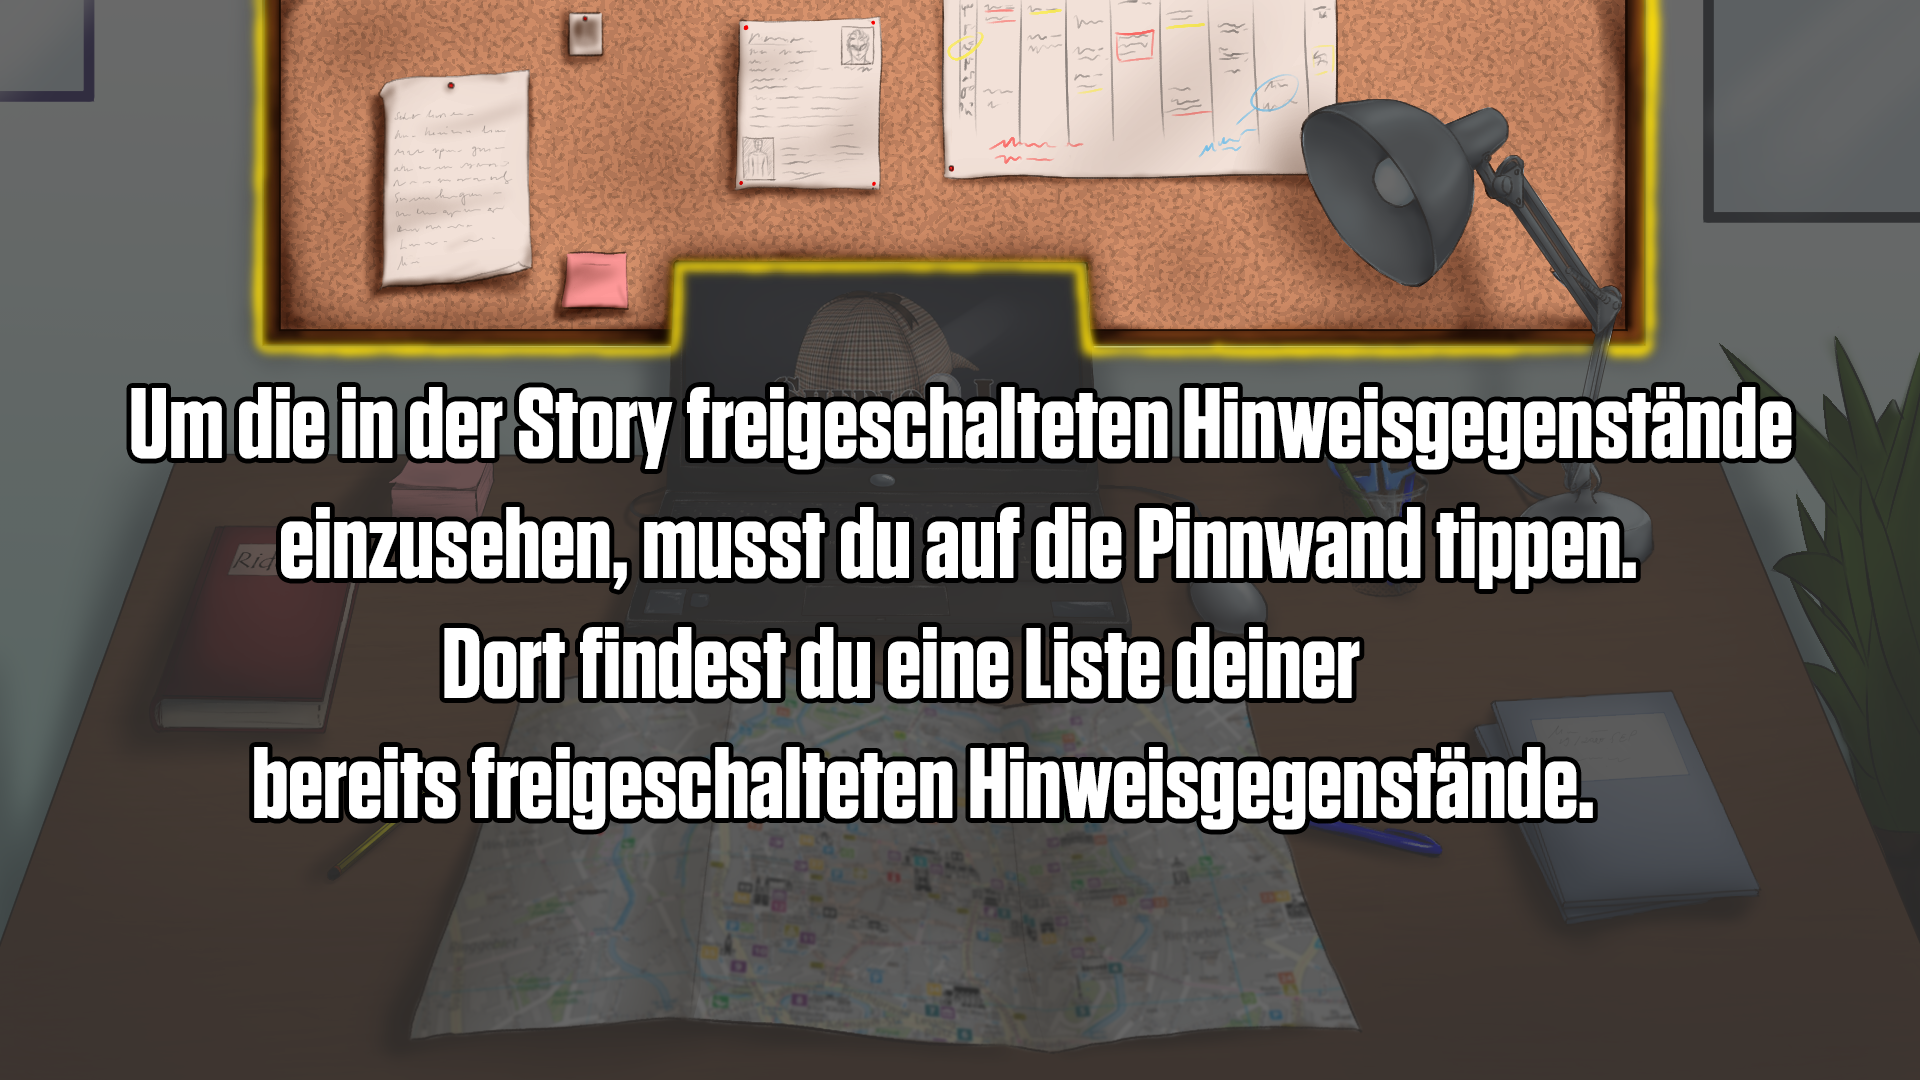 Um die in der Story freigeschalteten Hinweisgegenstände
einzusehen, musst du auf die Pinnwand tippen.
Dort findest du eine Liste deiner
bereits freigeschalteten Hinweisgegenstände.